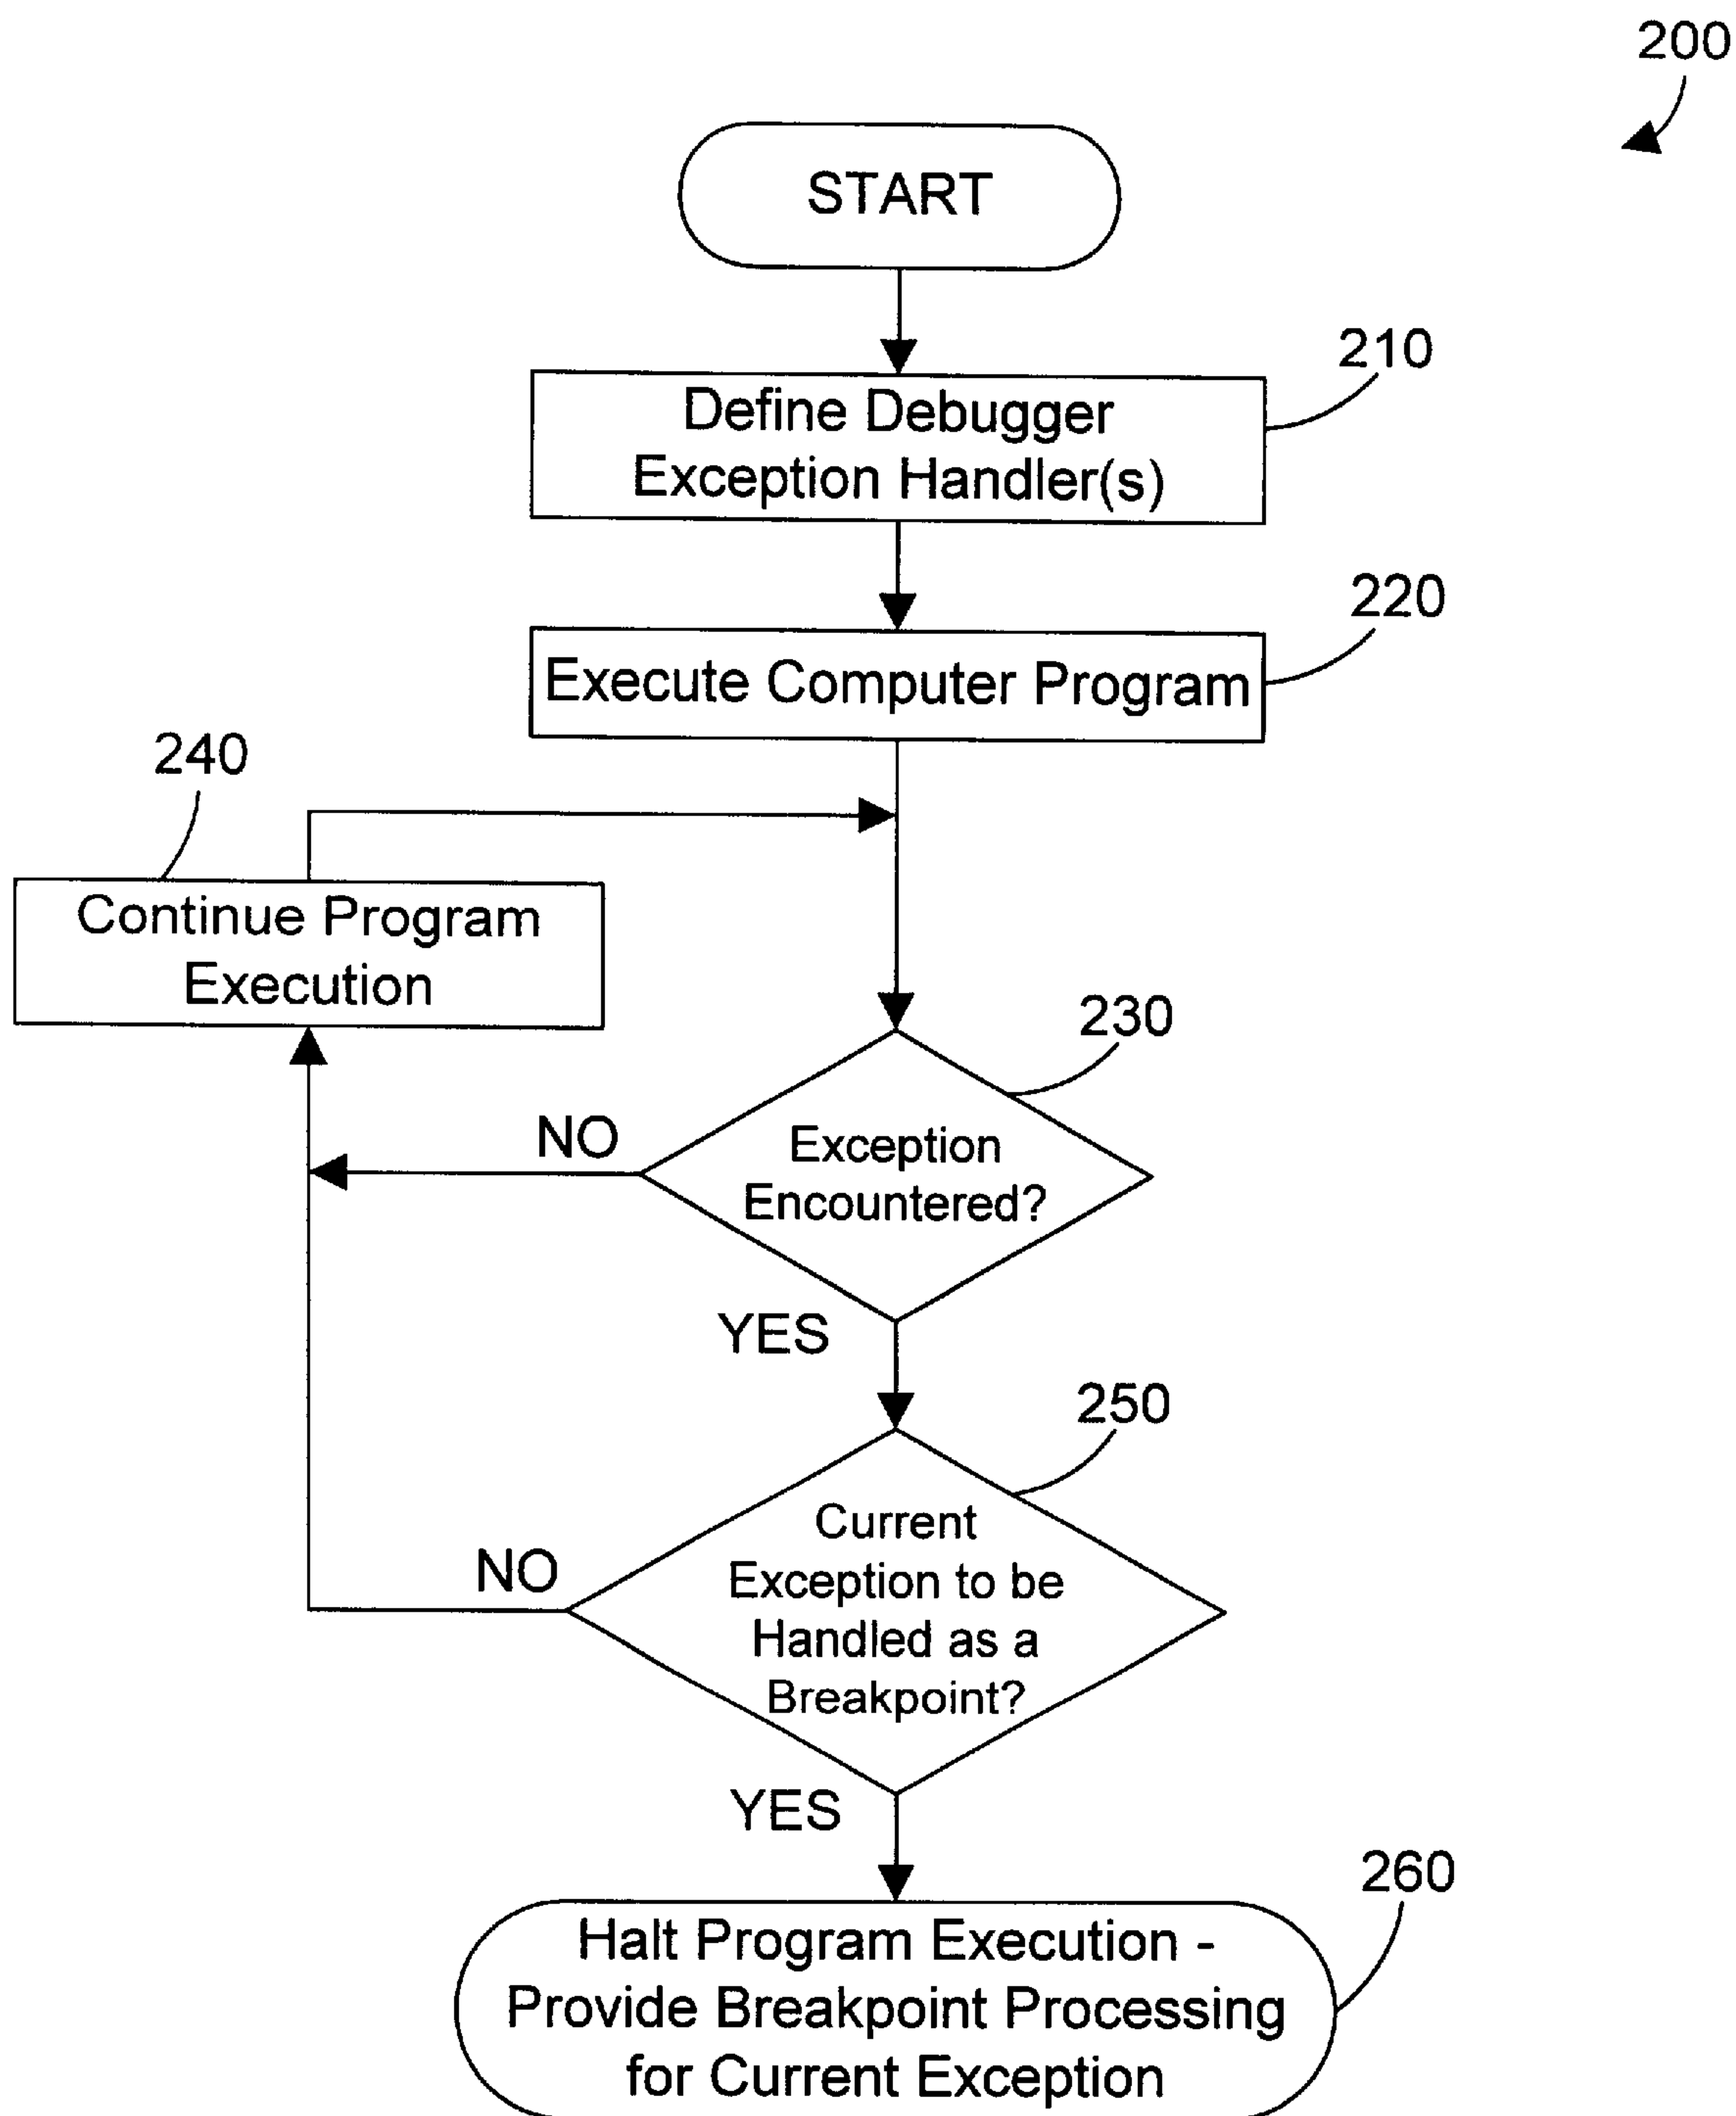 200
START
210
Define Debugger
Exception Handler(s)
220
Execute Computer Program
240
Continue Program
Execution
230
NO
Exception
Encountered?
YES
250
Current
Exception to be
Handled as a
Breakpoint?
NO
YES
260
Halt Program Execution -
Provide Breakpoint Processing
for Current Exception